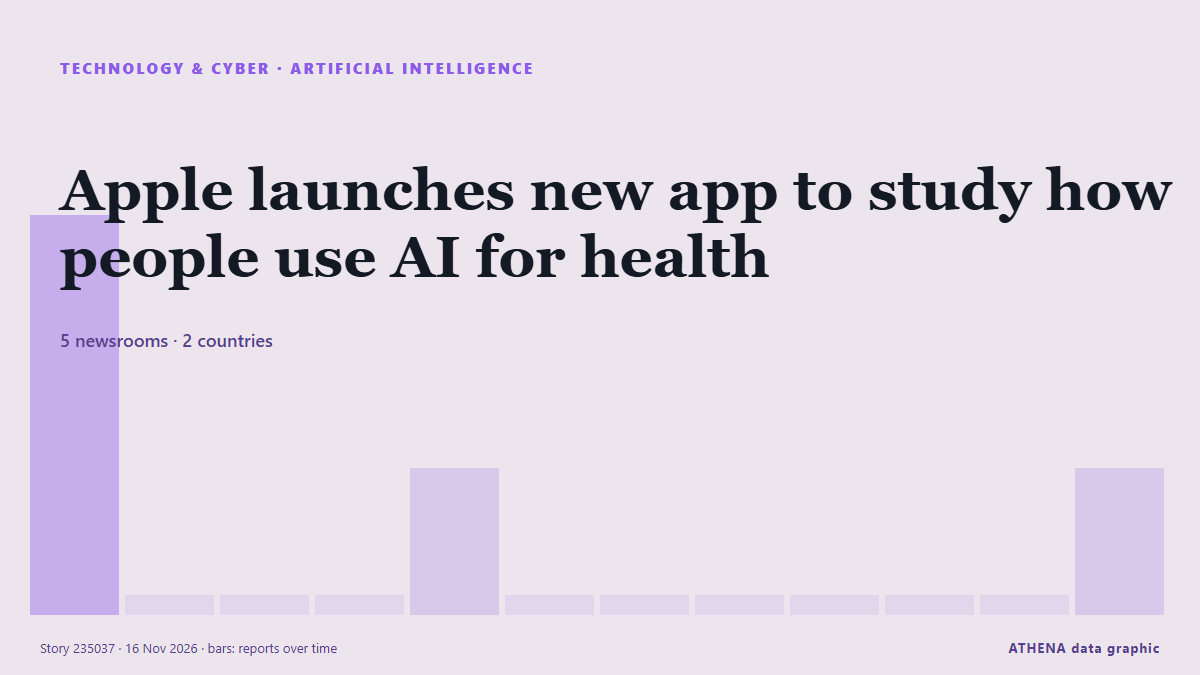 TECHNOLOGY & CYBER · ARTIFICIAL INTELLIGENCE
Apple launches new app to study how
people use AI for health
5 newsrooms · 2 countries
Story 235037 · 16 Nov 2026 · bars: reports over time
ATHENA data graphic